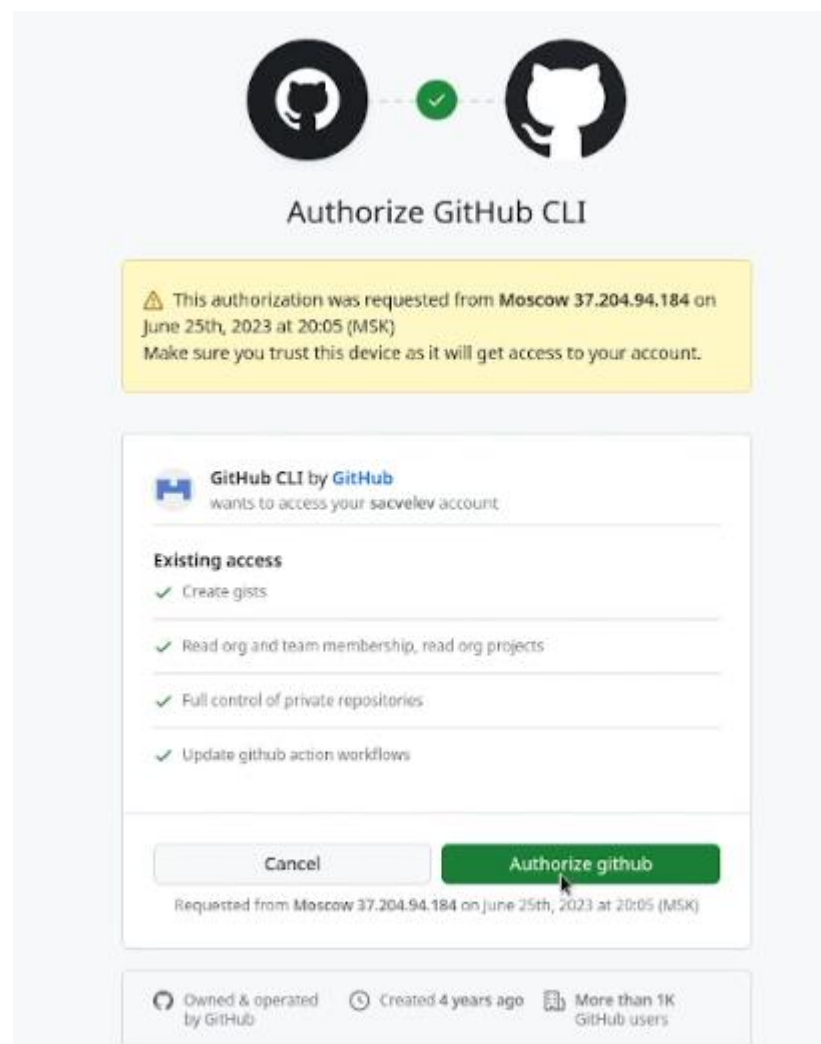 Authorize GitHub CLI
This authorization was requested from Moscow 37.204.94.184 on
June 25th, 2023 at 20:05 (MSK)
Make sure you trust this device as it will get access to your account.
GitHub CLI by GitHub
wants to access your sacvelev account
Existing access
Create gists
Read org and team membership, read org projects
Full control of private repositories
Update github action workflows
Cancel
Authorize github
Requested from Moscow 37.204.94.184 on June 25th, 2023 at 20:05 (MSK)
Owned & operated
by GitHub
Created 4 years ago
More than 1K
GitHub users